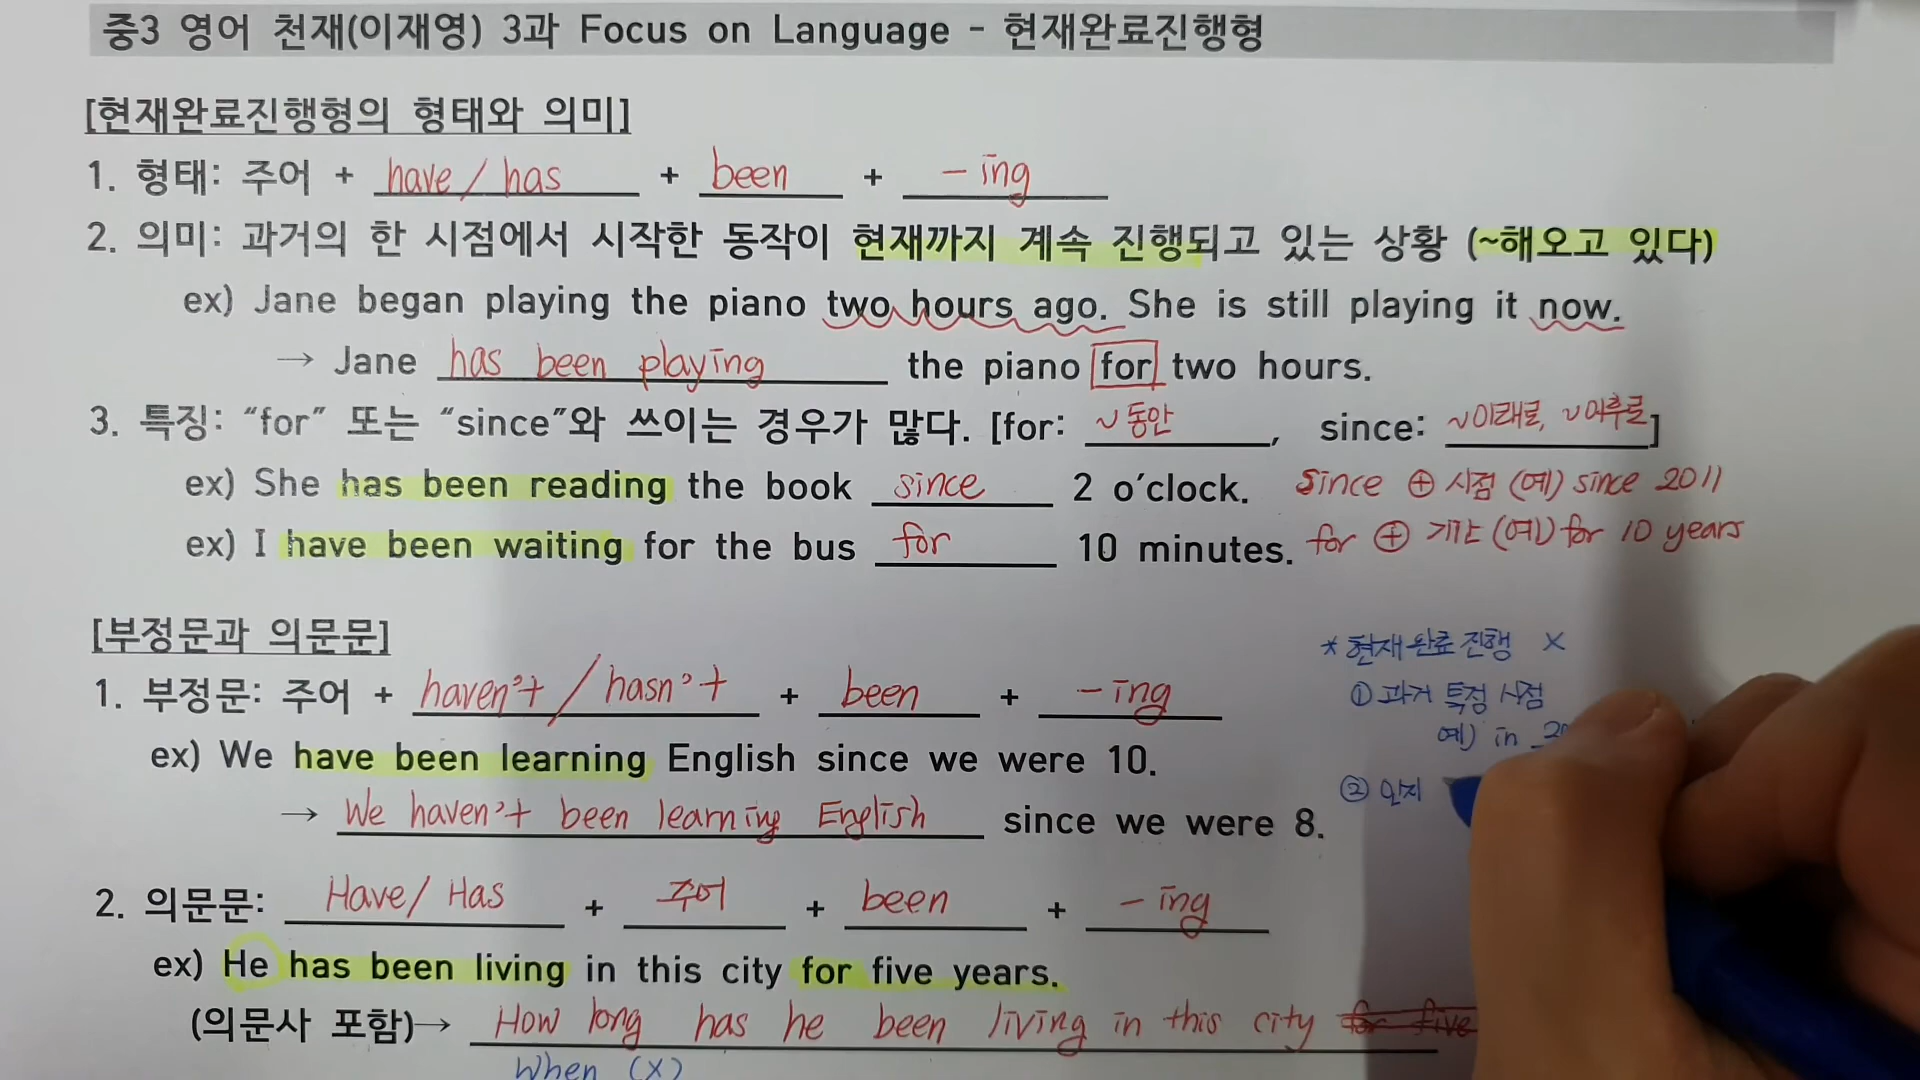 중3 영어 천재(이재영) 3과 Focus on Language - 현재완료진행형
[현재완료진행형의 형태와 의미]
1. 형태: 주어 + have / has + been + -ing
2. 의미: 과거의 한 시점에서 시작한 동작이 현재까지 계속 진행되고 있는 상황 (~해오고 있다)
ex) Jane began playing the piano two hours ago. She is still playing it now.
→ Jane has been playing the piano for two hours.
3. 특징: “for” 또는 “since”와 쓰이는 경우가 많다. [for: ~동안, since: ~이래로, ~이후로]
ex) She has been reading the book since 2 o’clock. since ⊕ 시점 (예) since 2011
ex) I have been waiting for the bus for 10 minutes. for ⊕ 기간 (예) for 10 years
[부정문과 의문문]
* 현재완료진행 X
1. 부정문: 주어 + haven't / hasn't + been + -ing
① 과거 특정 시점
예) in
ex) We have been learning English since we were 10.
② 인지
→ We haven't been learning English since we were 8.
2. 의문문: Have / Has + 주어 + been + -ing
ex) He has been living in this city for five years.
(의문사 포함)→ How long has he been living in this city for five
When (X)